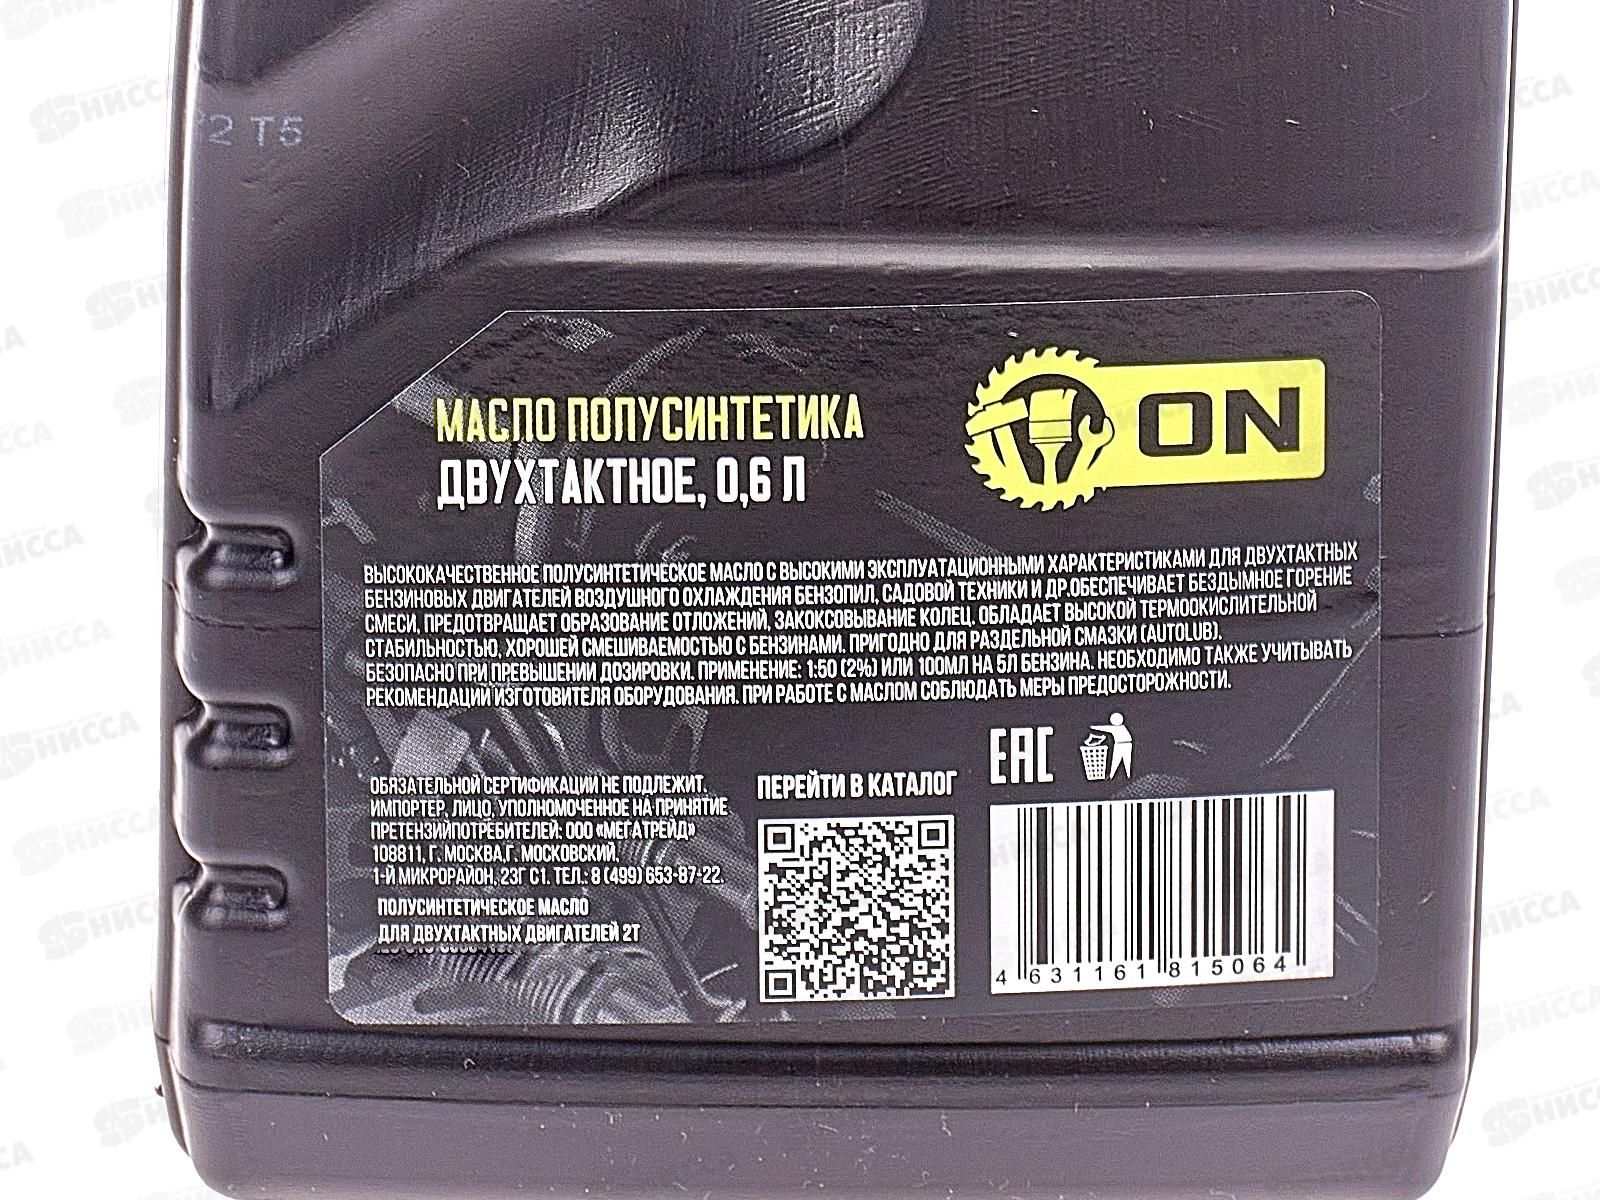 2 T5
МАСЛО ПОЛУСИНТЕТИКА
ДВУХТАКТНОЕ, 0,6 Л
ON
ВЫСОКОКАЧЕСТВЕННОЕ ПОЛУСИНТЕТИЧЕСКОЕ МАСЛО С ВЫСОКИМИ ЭКСПЛУАТАЦИОННЫМИ ХАРАКТЕРИСТИКАМИ ДЛЯ ДВУХТАКТНЫХ
БЕНЗИНОВЫХ ДВИГАТЕЛЕЙ ВОЗДУШНОГО ОХЛАЖДЕНИЯ БЕНЗОПИЛ, САДОВОЙ ТЕХНИКИ И ДР.ОБЕСПЕЧИВАЕТ БЕЗДЫМНОЕ ГОРЕНИЕ
СМЕСИ, ПРЕДОТВРАЩАЕТ ОБРАЗОВАНИЕ ОТЛОЖЕНИЙ, ЗАКОКСОВЫВАНИЕ КОЛЕЦ. ОБЛАДАЕТ ВЫСОКОЙ ТЕРМООКИСЛИТЕЛЬНОЙ
СТАБИЛЬНОСТЬЮ, ХОРОШЕЙ СМЕШИВАЕМОСТЬЮ С БЕНЗИНАМИ. ПРИГОДНО ДЛЯ РАЗДЕЛЬНОЙ СМАЗКИ (AUTOLUB).
БЕЗОПАСНО ПРИ ПРЕВЫШЕНИИ ДОЗИРОВКИ. ПРИМЕНЕНИЕ: 1:50 (2%) ИЛИ 100МЛ НА 5Л БЕНЗИНА. НЕОБХОДИМО ТАКЖЕ УЧИТЫВАТЬ
РЕКОМЕНДАЦИИ ИЗГОТОВИТЕЛЯ ОБОРУДОВАНИЯ. ПРИ РАБОТЕ С МАСЛОМ СОБЛЮДАТЬ МЕРЫ ПРЕДОСТОРОЖНОСТИ.
EAC
ОБЯЗАТЕЛЬНОЙ СЕРТИФИКАЦИИ НЕ ПОДЛЕЖИТ.
ИМПОРТЕР, ЛИЦО, УПОЛНОМОЧЕННОЕ НА ПРИНЯТИЕ
ПРЕТЕНЗИЙПОТРЕБИТЕЛЕЙ: ООО «МЕГАТРЕЙД»
108811, Г. МОСКВА,Г. МОСКОВСКИЙ,
1-Й МИКРОРАЙОН, 23Г С1. ТЕЛ.: 8 (499) 653-87-22.
ПОЛУСИНТЕТИЧЕСКОЕ МАСЛО
ДЛЯ ДВУХТАКТНЫХ ДВИГАТЕЛЕЙ 2Т
ПЕРЕЙТИ В КАТАЛОГ
4 631161 815064
НИССА